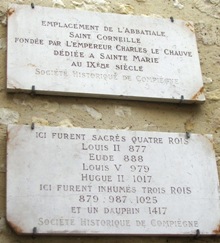 EMPLACEMENT DE L'ABBATIALE
SAINT CORNEILLE
FONDÉE PAR L'EMPEREUR CHARLES LE CHAUVE
DÉDIÉE A SAINTE MARIE
AU IXÈME SIÈCLE
SOCIÉTÉ HISTORIQUE DE COMPIÈGNE
ICI FURENT SACRÉS QUATRE ROIS
LOUIS II 877
EUDE 888
LOUIS V 979
HUGUE II 1017
ICI FURENT INHUMÉS TROIS ROIS
879 . 987 . 1025
ET UN DAUPHIN 1417
SOCIÉTÉ HISTORIQUE DE COMPIÈGNE